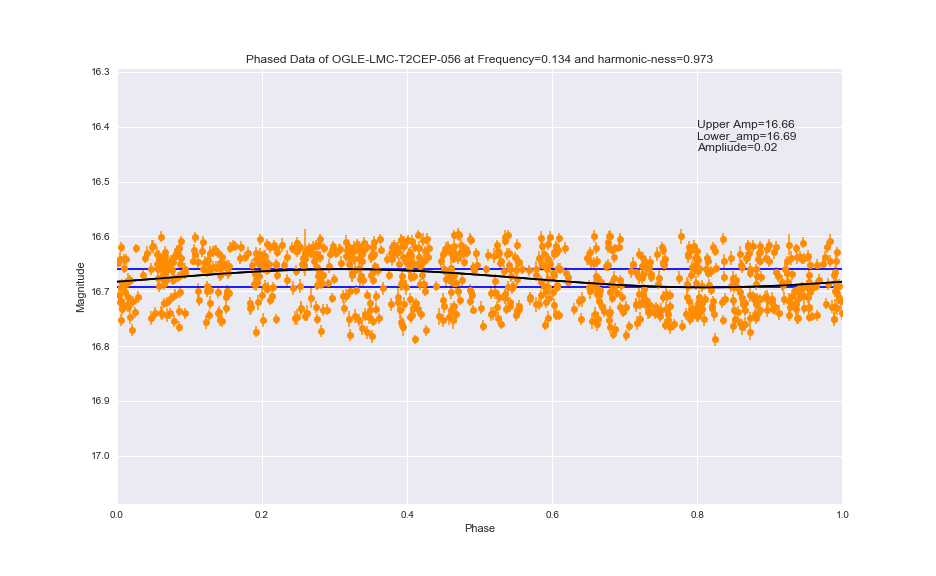 Phased Data of OGLE-LMC-T2CEP-056 at Frequency=0.134 and harmonic-ness=0.973
16.3
16.4
16.5
16.6
16.7
16.8
16.9
17.0
Magnitude
Upper Amp=16.66
Lower_amp=16.69
Ampliude=0.02
0.0
0.2
0.4
0.6
0.8
1.0
Phase